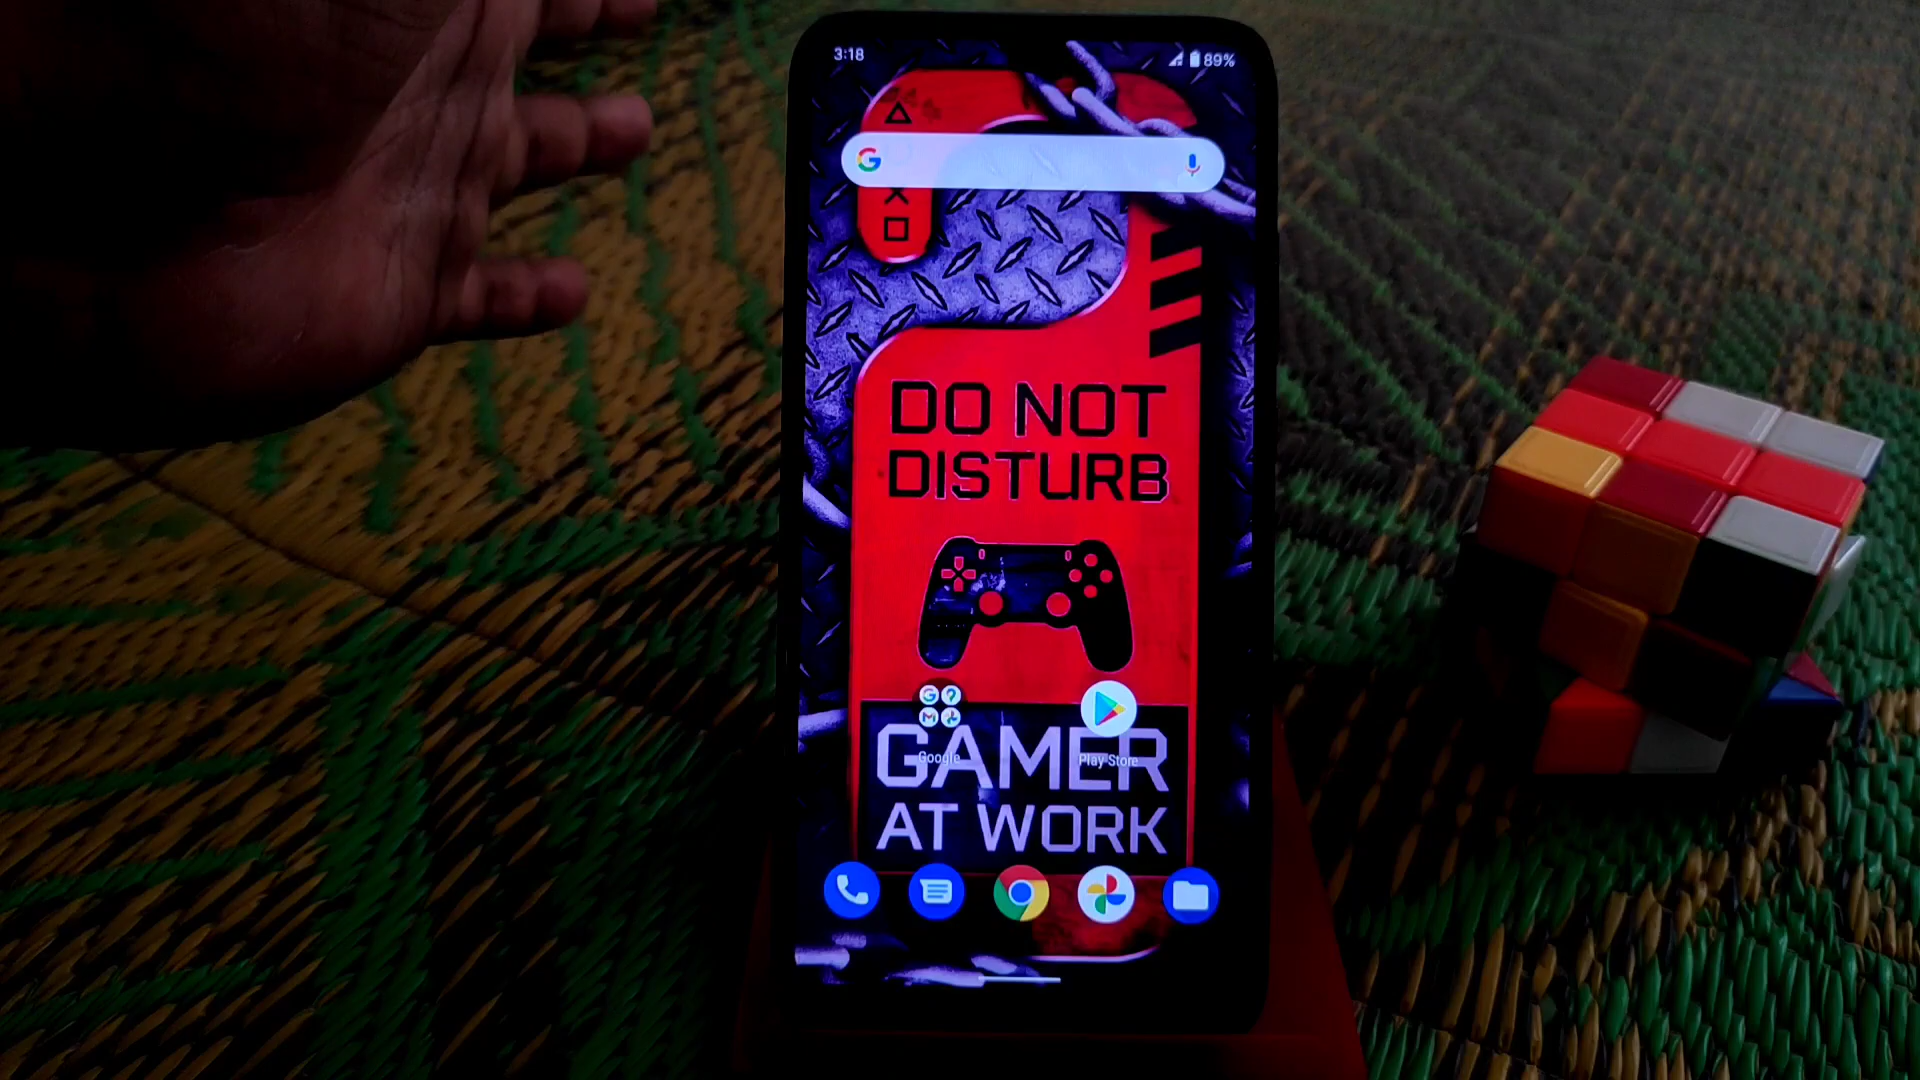 3:18 89%
DO NOT
DISTURB
Google Play Store
GAMER
AT WORK